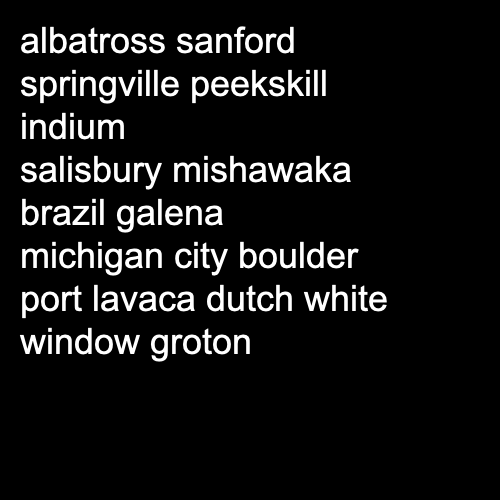 albatross sanford
springville peekskill
indium
salisbury mishawaka
brazil galena
michigan city boulder
port lavaca dutch white
window groton